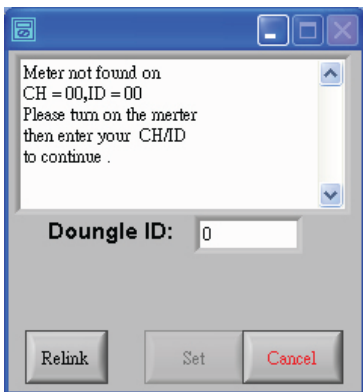 Meter not found on
CH = 00,ID = 00
Please turn on the merter
then enter your CH/ID
to continue .
Doungle ID: 0
Relink Set Cancel